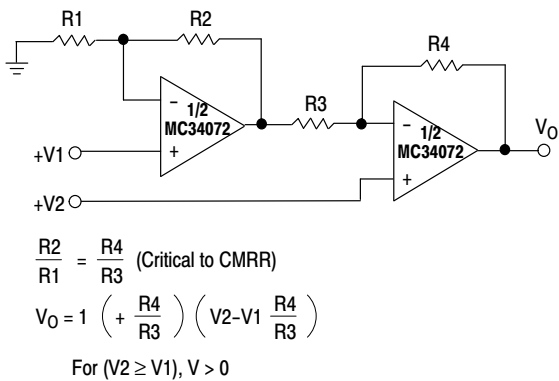 R1
R2
R3
R4
1/2
MC34072
1/2
MC34072
-
+
-
+
+V1
+V2
VO
R2/R1 = R4/R3 (Critical to CMRR)
VO = 1 ( + R4/R3 ) ( V2-V1 R4/R3 )
For (V2 ≥ V1), V > 0